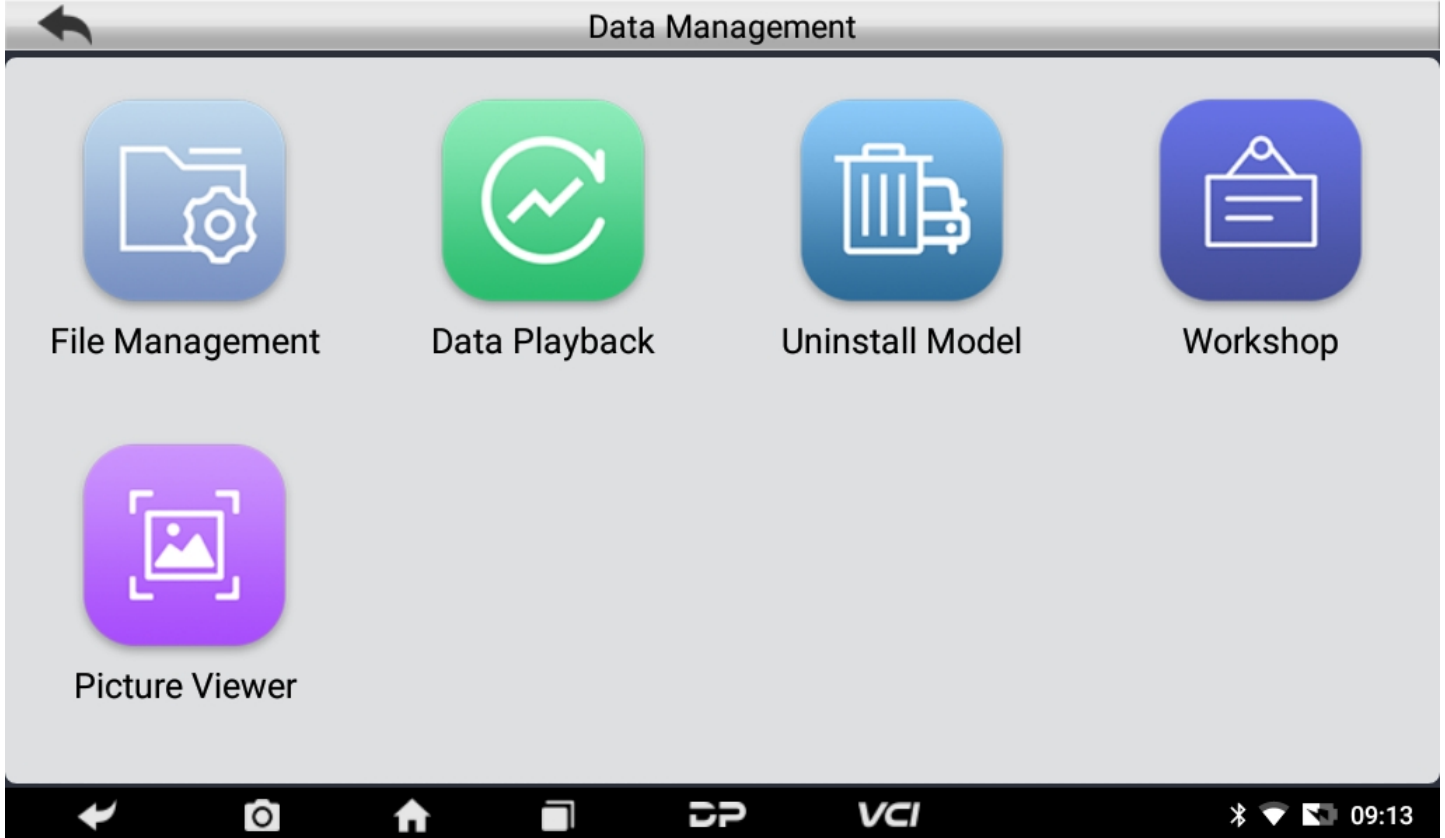 Data Management
File Management
Data Playback
Uninstall Model
Workshop
Picture Viewer
DP
VCI
09:13